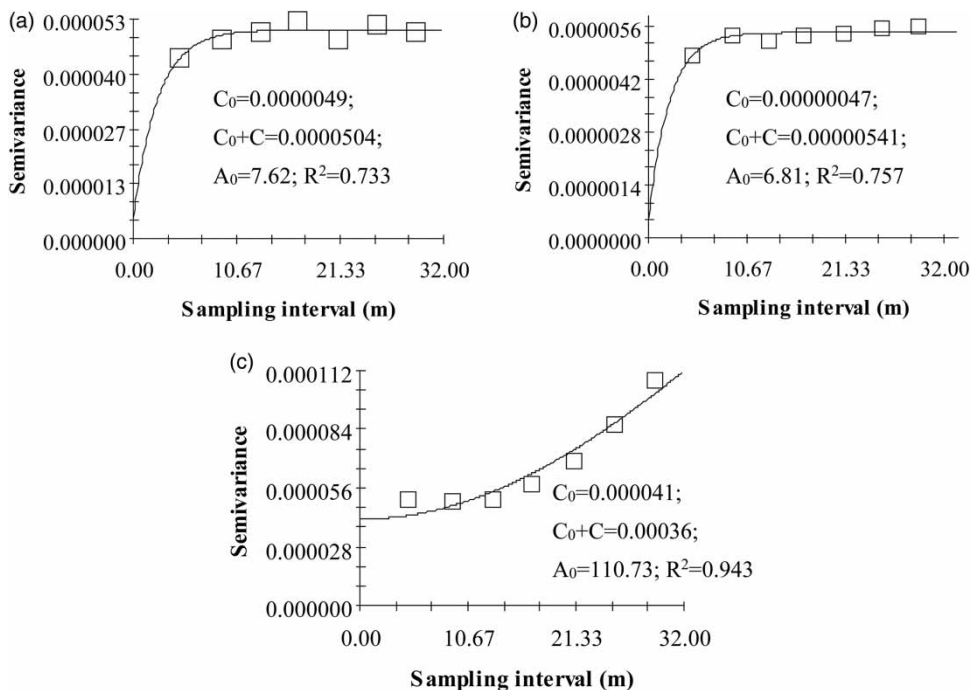 (a)
0.000053
0.000040
0.000027
0.000013
0.000000
Semivariance
C₀=0.0000049;
C₀+C=0.0000504;
A₀=7.62; R²=0.733
0.00 10.67 21.33 32.00
Sampling interval (m)
(b)
0.0000056
0.0000042
0.0000028
0.0000014
0.0000000
Semivariance
C₀=0.00000047;
C₀+C=0.00000541;
A₀=6.81; R²=0.757
0.00 10.67 21.33 32.00
Sampling interval (m)
(c)
0.000112
0.000084
0.000056
0.000028
0.000000
Semivariance
C₀=0.000041;
C₀+C=0.00036;
A₀=110.73; R²=0.943
0.00 10.67 21.33 32.00
Sampling interval (m)